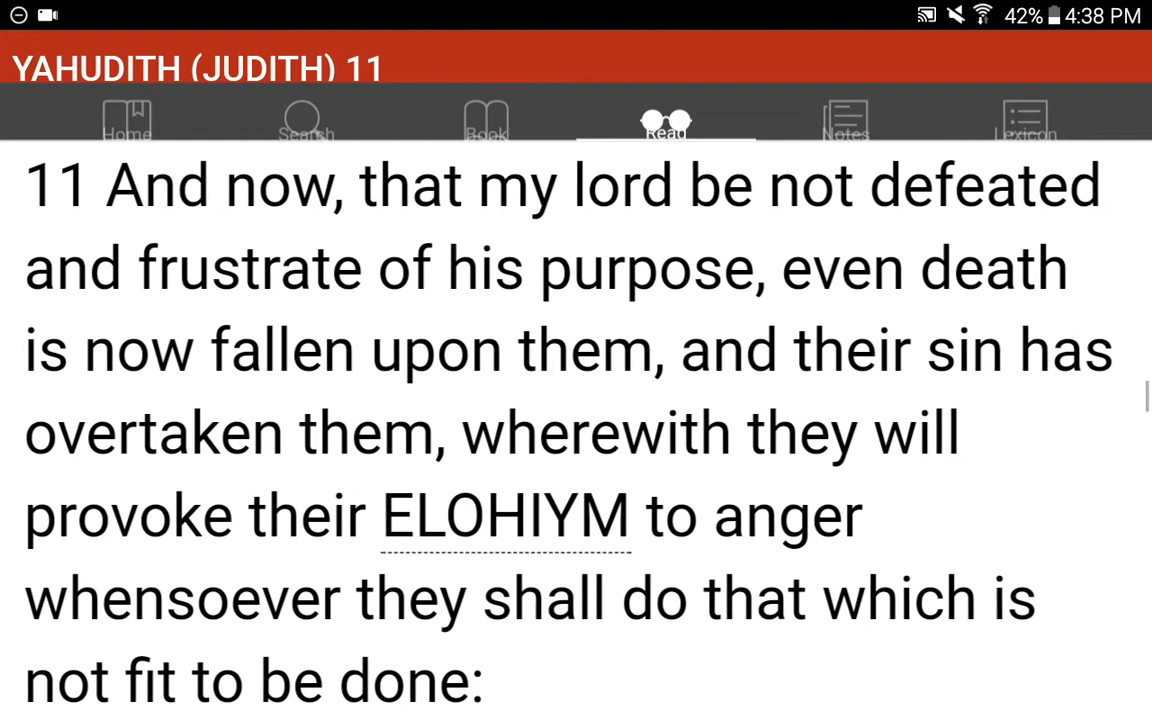 42% 4:38 PM
YAHUDITH (JUDITH) 11
Home Search Book Read Notes Lexicon
11 And now, that my lord be not defeated
and frustrate of his purpose, even death
is now fallen upon them, and their sin has
overtaken them, wherewith they will
provoke their ELOHIYM to anger
whensoever they shall do that which is
not fit to be done: